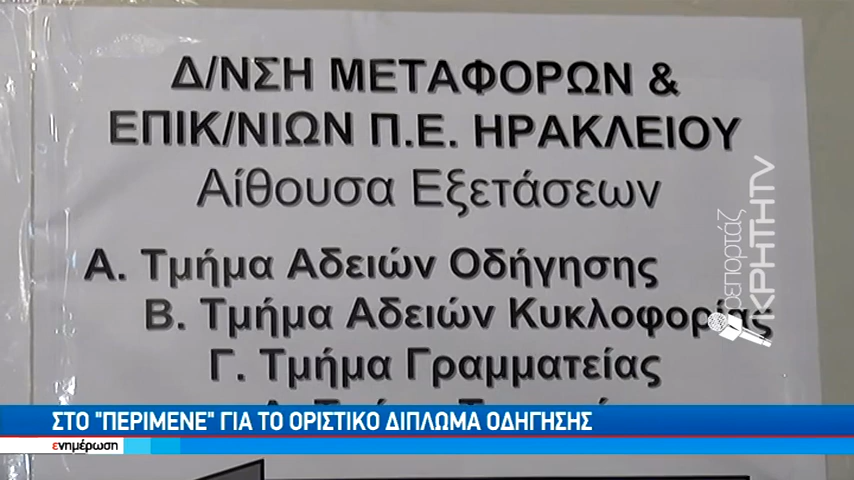 Δ/ΝΣΗ ΜΕΤΑΦΟΡΩΝ &
ΕΠΙΚ/ΝΙΩΝ Π.Ε. ΗΡΑΚΛΕΙΟΥ
Αίθουσα Εξετάσεων
Α. Τμήμα Αδειών Οδήγησης
Β. Τμήμα Αδειών Κυκλοφορίας
Γ. Τμήμα Γραμματείας
ρεπορτάζ
ΚΡΗΤΗTV
ΣΤΟ "ΠΕΡΙΜΕΝΕ" ΓΙΑ ΤΟ ΟΡΙΣΤΙΚΟ ΔΙΠΛΩΜΑ ΟΔΗΓΗΣΗΣ
ενημέρωση